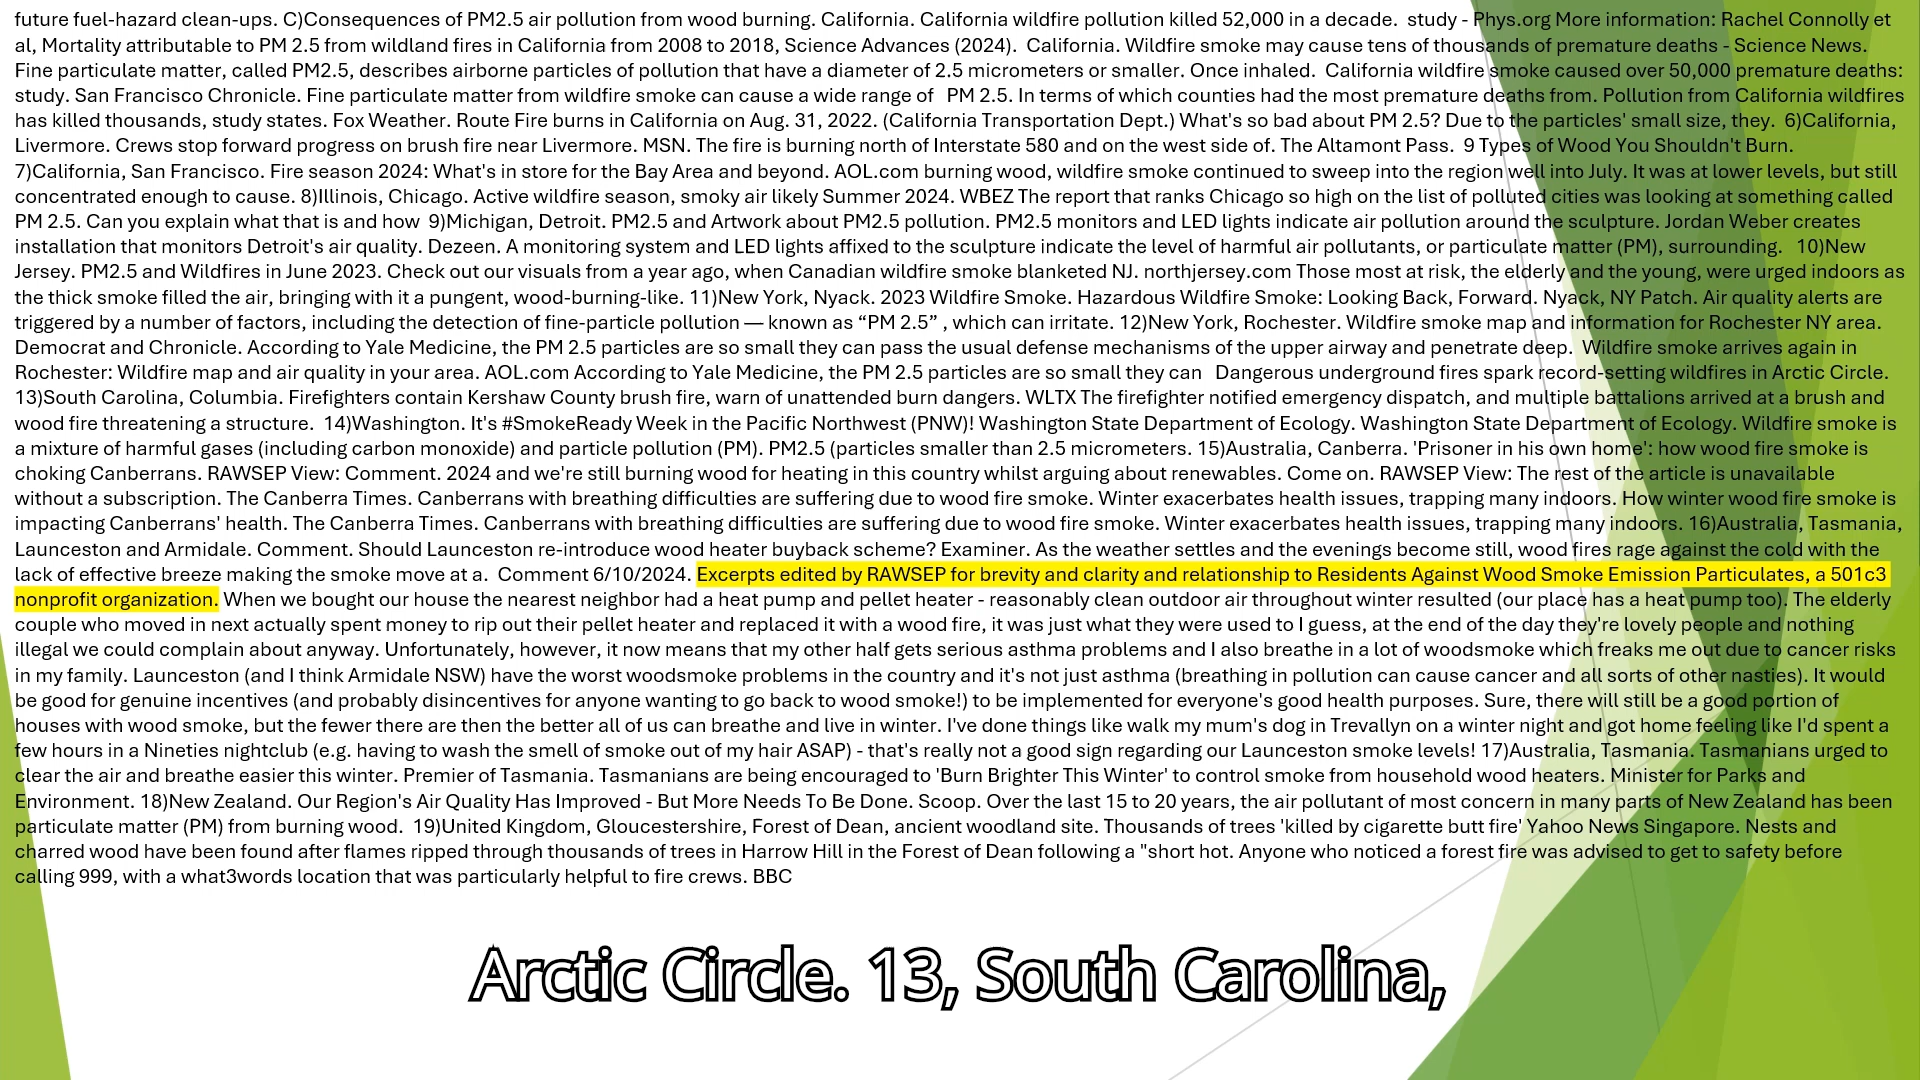 future fuel-hazard clean-ups. C)Consequences of PM2.5 air pollution from wood burning. California. California wildfire pollution killed 52,000 in a decade.  study - Phys.org More information: Rachel Connolly et
al, Mortality attributable to PM 2.5 from wildland fires in California from 2008 to 2018, Science Advances (2024).  California. Wildfire smoke may cause tens of thousands of premature deaths - Science News.
Fine particulate matter, called PM2.5, describes airborne particles of pollution that have a diameter of 2.5 micrometers or smaller. Once inhaled.  California wildfire smoke caused over 50,000 premature deaths:
study. San Francisco Chronicle. Fine particulate matter from wildfire smoke can cause a wide range of  PM 2.5. In terms of which counties had the most premature deaths from. Pollution from California wildfires
has killed thousands, study states. Fox Weather. Route Fire burns in California on Aug. 31, 2022. (California Transportation Dept.) What's so bad about PM 2.5? Due to the particles' small size, they.  6)California,
Livermore. Crews stop forward progress on brush fire near Livermore. MSN. The fire is burning north of Interstate 580 and on the west side of. The Altamont Pass.  9 Types of Wood You Shouldn't Burn.
7)California, San Francisco. Fire season 2024: What's in store for the Bay Area and beyond. AOL.com burning wood, wildfire smoke continued to sweep into the region well into July. It was at lower levels, but still
concentrated enough to cause. 8)Illinois, Chicago. Active wildfire season, smoky air likely Summer 2024. WBEZ The report that ranks Chicago so high on the list of polluted cities was looking at something called
PM 2.5. Can you explain what that is and how  9)Michigan, Detroit. PM2.5 and Artwork about PM2.5 pollution. PM2.5 monitors and LED lights indicate air pollution around the sculpture. Jordan Weber creates
installation that monitors Detroit's air quality. Dezeen. A monitoring system and LED lights affixed to the sculpture indicate the level of harmful air pollutants, or particulate matter (PM), surrounding.  10)New
Jersey. PM2.5 and Wildfires in June 2023. Check out our visuals from a year ago, when Canadian wildfire smoke blanketed NJ. northjersey.com Those most at risk, the elderly and the young, were urged indoors as
the thick smoke filled the air, bringing with it a pungent, wood-burning-like. 11)New York, Nyack. 2023 Wildfire Smoke. Hazardous Wildfire Smoke: Looking Back, Forward. Nyack, NY Patch. Air quality alerts are
triggered by a number of factors, including the detection of fine-particle pollution — known as “PM 2.5” , which can irritate. 12)New York, Rochester. Wildfire smoke map and information for Rochester NY area.
Democrat and Chronicle. According to Yale Medicine, the PM 2.5 particles are so small they can pass the usual defense mechanisms of the upper airway and penetrate deep.  Wildfire smoke arrives again in
Rochester: Wildfire map and air quality in your area. AOL.com According to Yale Medicine, the PM 2.5 particles are so small they can  Dangerous underground fires spark record-setting wildfires in Arctic Circle.
13)South Carolina, Columbia. Firefighters contain Kershaw County brush fire, warn of unattended burn dangers. WLTX The firefighter notified emergency dispatch, and multiple battalions arrived at a brush and
wood fire threatening a structure.  14)Washington. It's #SmokeReady Week in the Pacific Northwest (PNW)! Washington State Department of Ecology. Washington State Department of Ecology. Wildfire smoke is
a mixture of harmful gases (including carbon monoxide) and particle pollution (PM). PM2.5 (particles smaller than 2.5 micrometers. 15)Australia, Canberra. 'Prisoner in his own home': how wood fire smoke is
choking Canberrans. RAWSEP View: Comment. 2024 and we're still burning wood for heating in this country whilst arguing about renewables. Come on. RAWSEP View: The rest of the article is unavailable
without a subscription. The Canberra Times. Canberrans with breathing difficulties are suffering due to wood fire smoke. Winter exacerbates health issues, trapping many indoors. How winter wood fire smoke is
impacting Canberrans' health. The Canberra Times. Canberrans with breathing difficulties are suffering due to wood fire smoke. Winter exacerbates health issues, trapping many indoors. 16)Australia, Tasmania,
Launceston and Armidale. Comment. Should Launceston re-introduce wood heater buyback scheme? Examiner. As the weather settles and the evenings become still, wood fires rage against the cold with the
lack of effective breeze making the smoke move at a.  Comment 6/10/2024. Excerpts edited by RAWSEP for brevity and clarity and relationship to Residents Against Wood Smoke Emission Particulates, a 501c3
nonprofit organization. When we bought our house the nearest neighbor had a heat pump and pellet heater - reasonably clean outdoor air throughout winter resulted (our place has a heat pump too). The elderly
couple who moved in next actually spent money to rip out their pellet heater and replaced it with a wood fire, it was just what they were used to I guess, at the end of the day they're lovely people and nothing
illegal we could complain about anyway. Unfortunately, however, it now means that my other half gets serious asthma problems and I also breathe in a lot of woodsmoke which freaks me out due to cancer risks
in my family. Launceston (and I think Armidale NSW) have the worst woodsmoke problems in the country and it's not just asthma (breathing in pollution can cause cancer and all sorts of other nasties). It would
be good for genuine incentives (and probably disincentives for anyone wanting to go back to wood smoke!) to be implemented for everyone's good health purposes. Sure, there will still be a good portion of
houses with wood smoke, but the fewer there are then the better all of us can breathe and live in winter. I've done things like walk my mum's dog in Trevallyn on a winter night and got home feeling like I'd spent a
few hours in a Nineties nightclub (e.g. having to wash the smell of smoke out of my hair ASAP) - that's really not a good sign regarding our Launceston smoke levels! 17)Australia, Tasmania. Tasmanians urged to
clear the air and breathe easier this winter. Premier of Tasmania. Tasmanians are being encouraged to 'Burn Brighter This Winter' to control smoke from household wood heaters. Minister for Parks and
Environment. 18)New Zealand. Our Region's Air Quality Has Improved - But More Needs To Be Done. Scoop. Over the last 15 to 20 years, the air pollutant of most concern in many parts of New Zealand has been
particulate matter (PM) from burning wood.  19)United Kingdom, Gloucestershire, Forest of Dean, ancient woodland site. Thousands of trees 'killed by cigarette butt fire' Yahoo News Singapore. Nests and
charred wood have been found after flames ripped through thousands of trees in Harrow Hill in the Forest of Dean following a "short hot. Anyone who noticed a forest fire was advised to get to safety before
calling 999, with a what3words location that was particularly helpful to fire crews. BBC
Arctic Circle. 13, South Carolina,